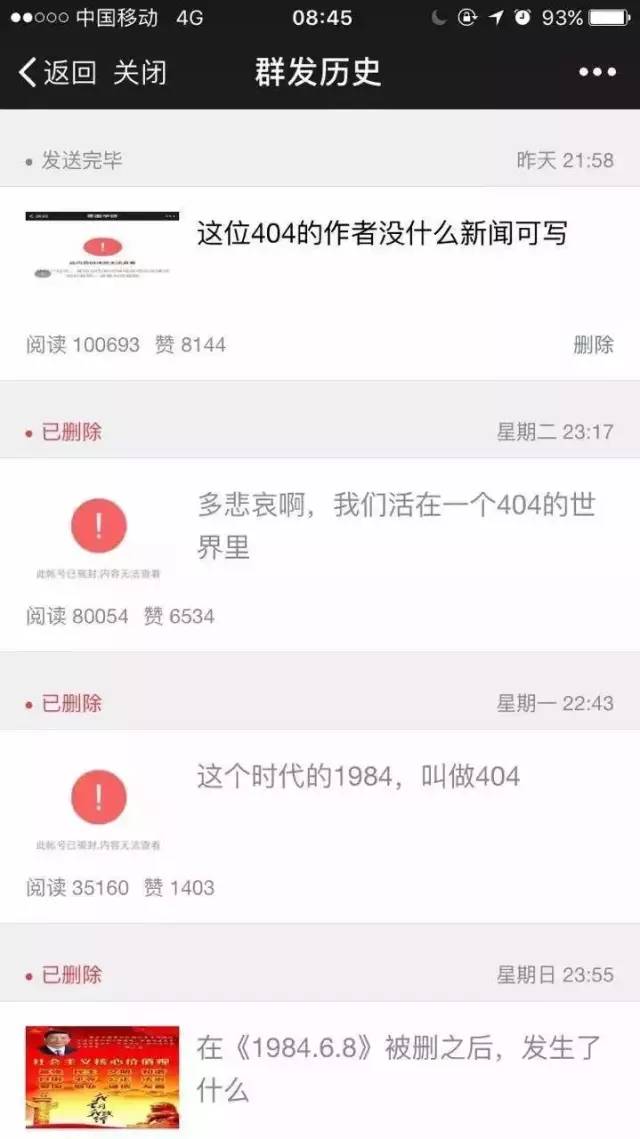 中国移动 4G 08:45 93%
返回 关闭 群发历史
发送完毕 昨天 21:58
这位404的作者没什么新闻可写
阅读 100693 赞 8144 删除
已删除 星期二 23:17
多悲哀啊，我们活在一个404的世
界里
此帐号已被封,内容无法查看
阅读 80054 赞 6534
已删除 星期一 22:43
这个时代的1984，叫做404
此帐号已被封,内容无法查看
阅读 35160 赞 1403
已删除 星期日 23:55
在《1984.6.8》被删之后，发生了
什么
社会主义核心价值观